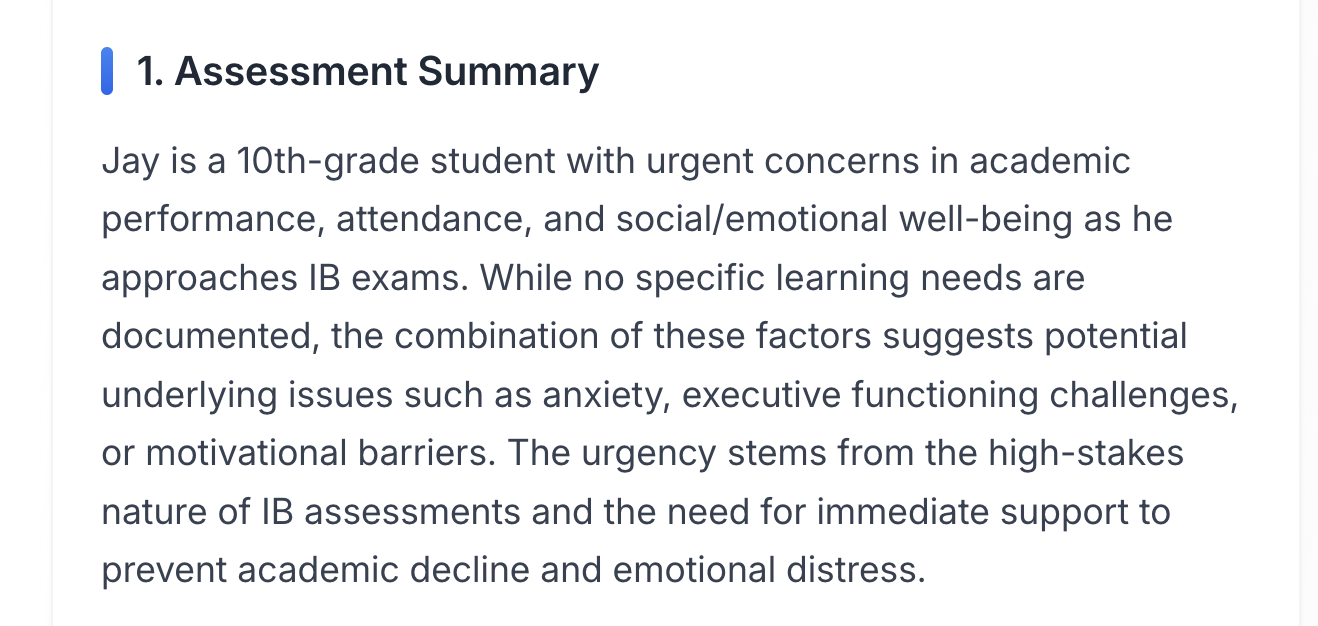 1. Assessment Summary
Jay is a 10th-grade student with urgent concerns in academic
performance, attendance, and social/emotional well-being as he
approaches IB exams. While no specific learning needs are
documented, the combination of these factors suggests potential
underlying issues such as anxiety, executive functioning challenges,
or motivational barriers. The urgency stems from the high-stakes
nature of IB assessments and the need for immediate support to
prevent academic decline and emotional distress.